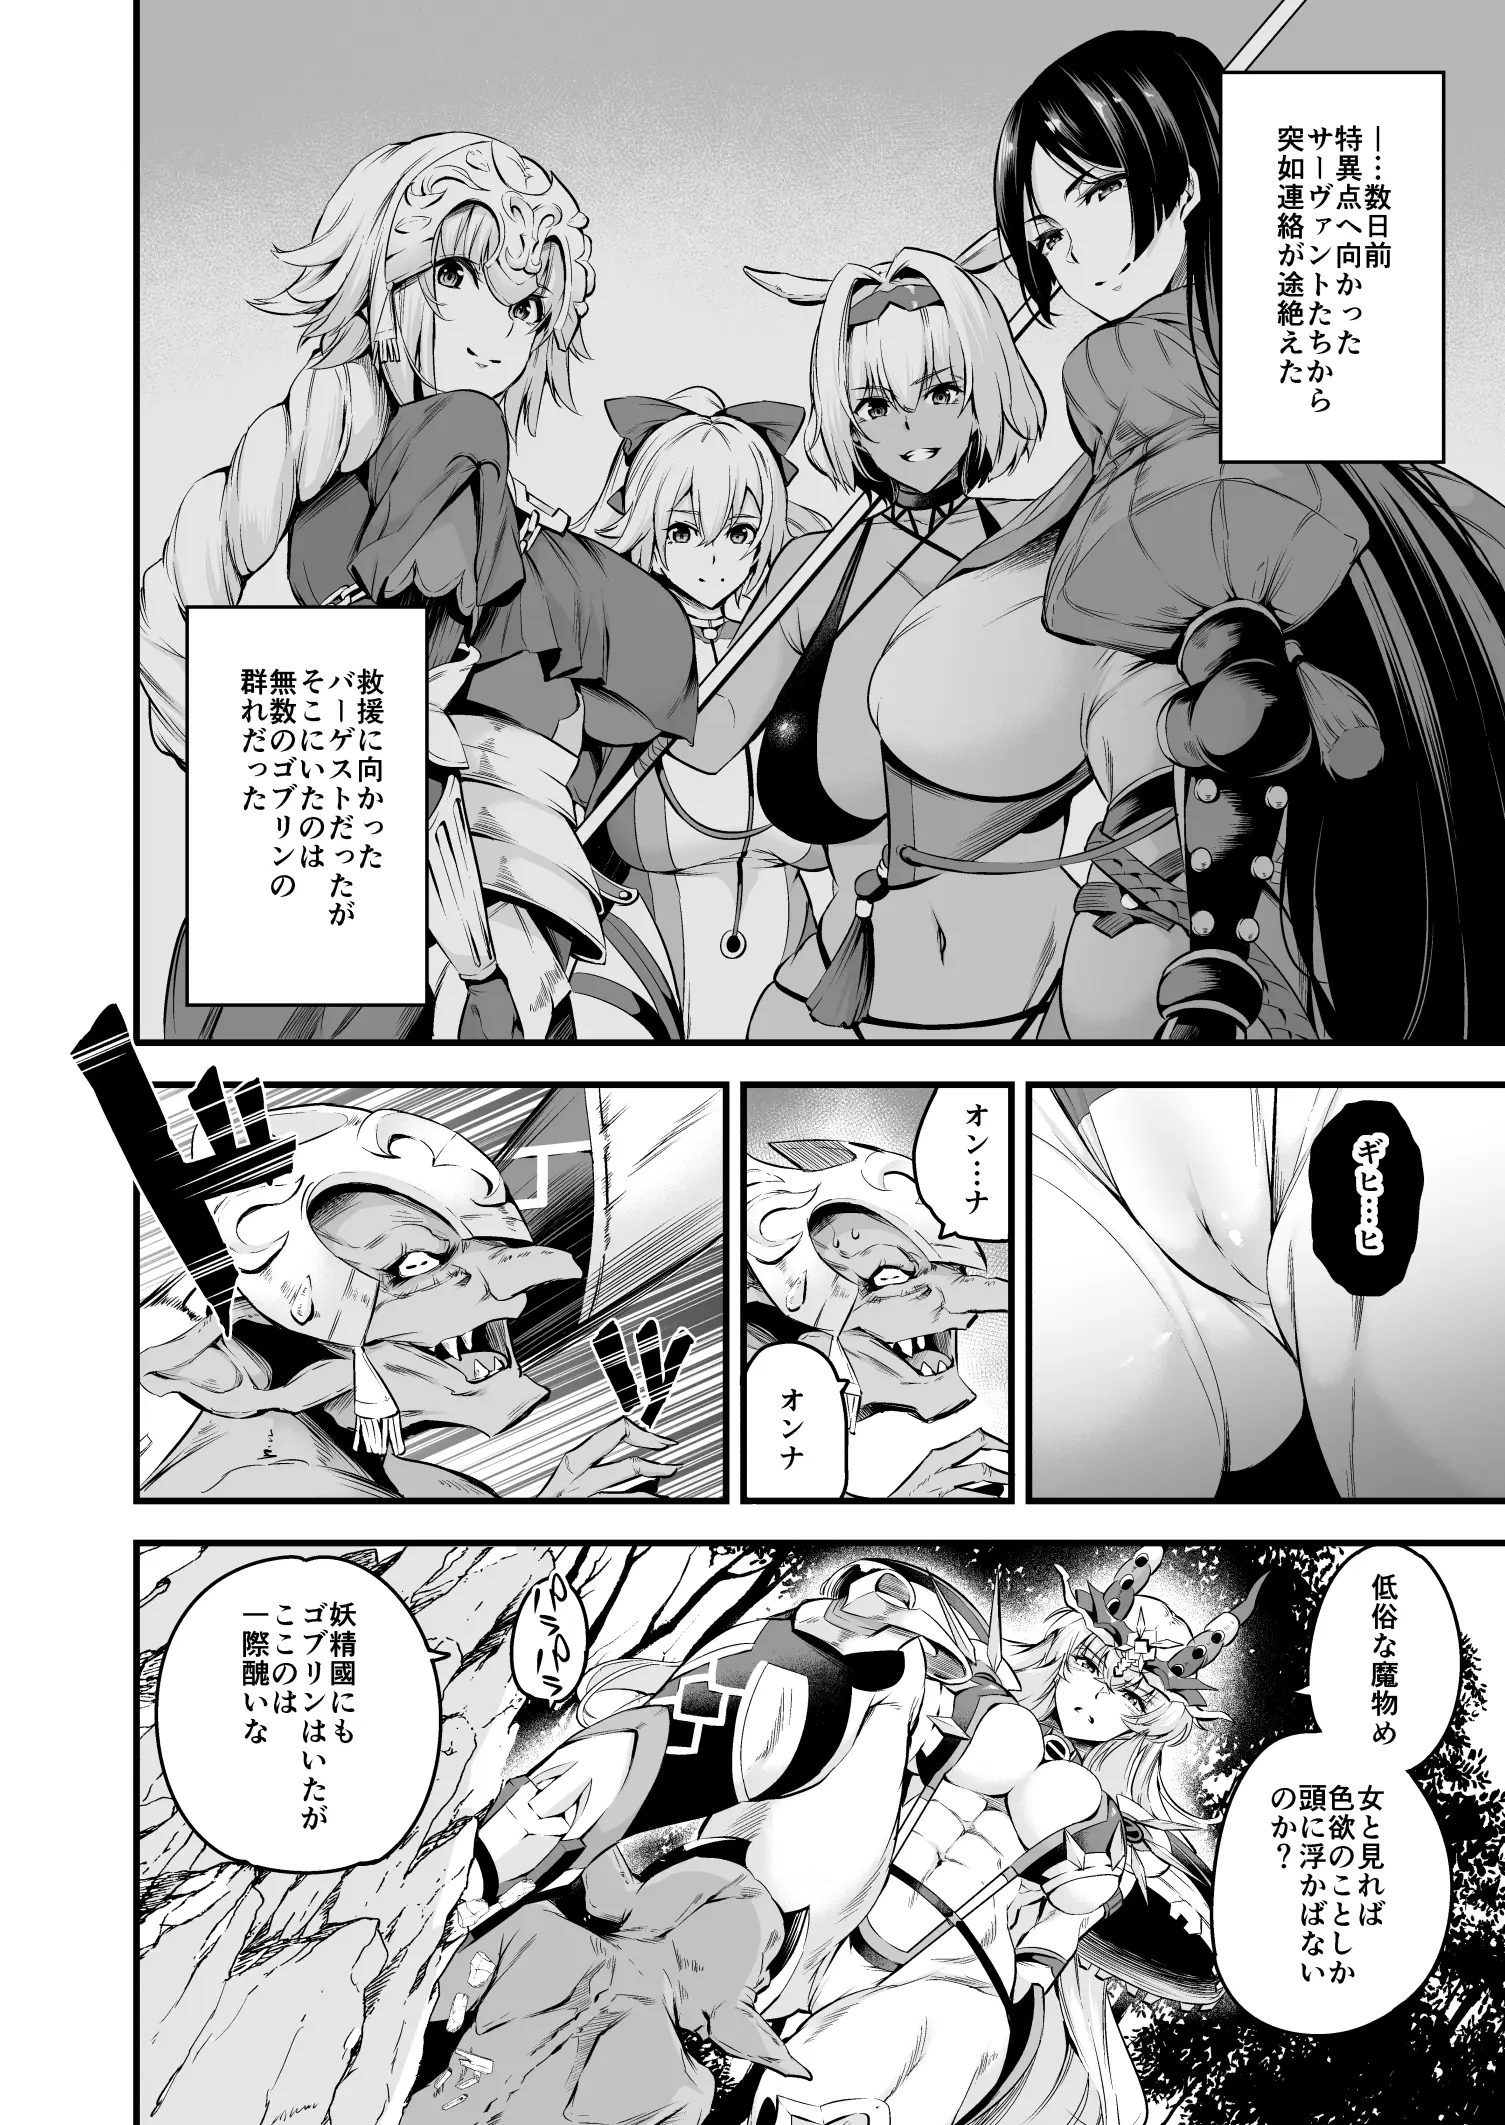 ―…数日前
特異点へ向かった
サーヴァントたちから
突如連絡が途絶えた
救援に向かった
バーゲストだったが
そこにいたのは
無数のゴブリンの
群れだった
ギヒ…ヒ
オン…ナ
オンナ
低俗な魔物め
女と見れば
色欲のことしか
頭に浮かばない
のか?
妖精國にも
ゴブリンはいたが
ここのは
一際醜いな